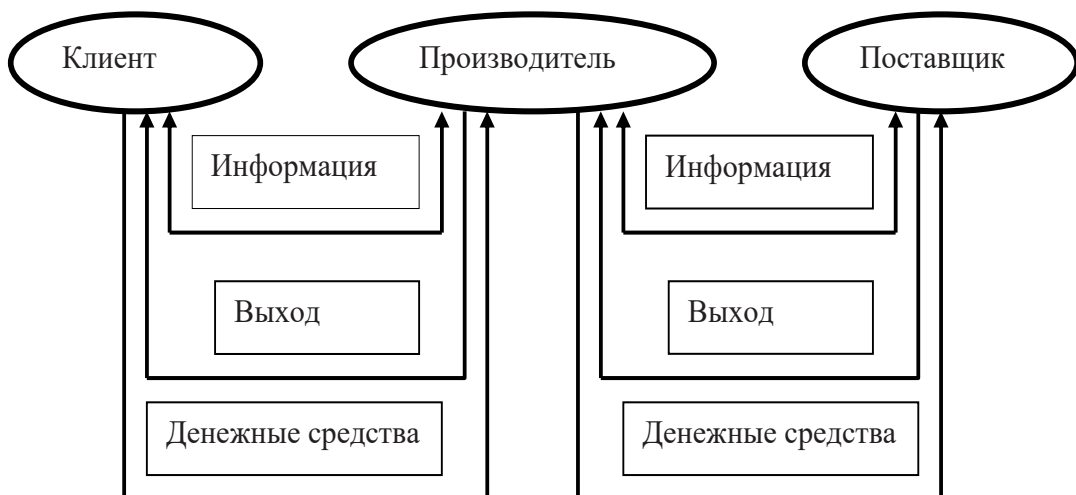 Клиент
Производитель
Поставщик
Информация
Информация
Выход
Выход
Денежные средства
Денежные средства